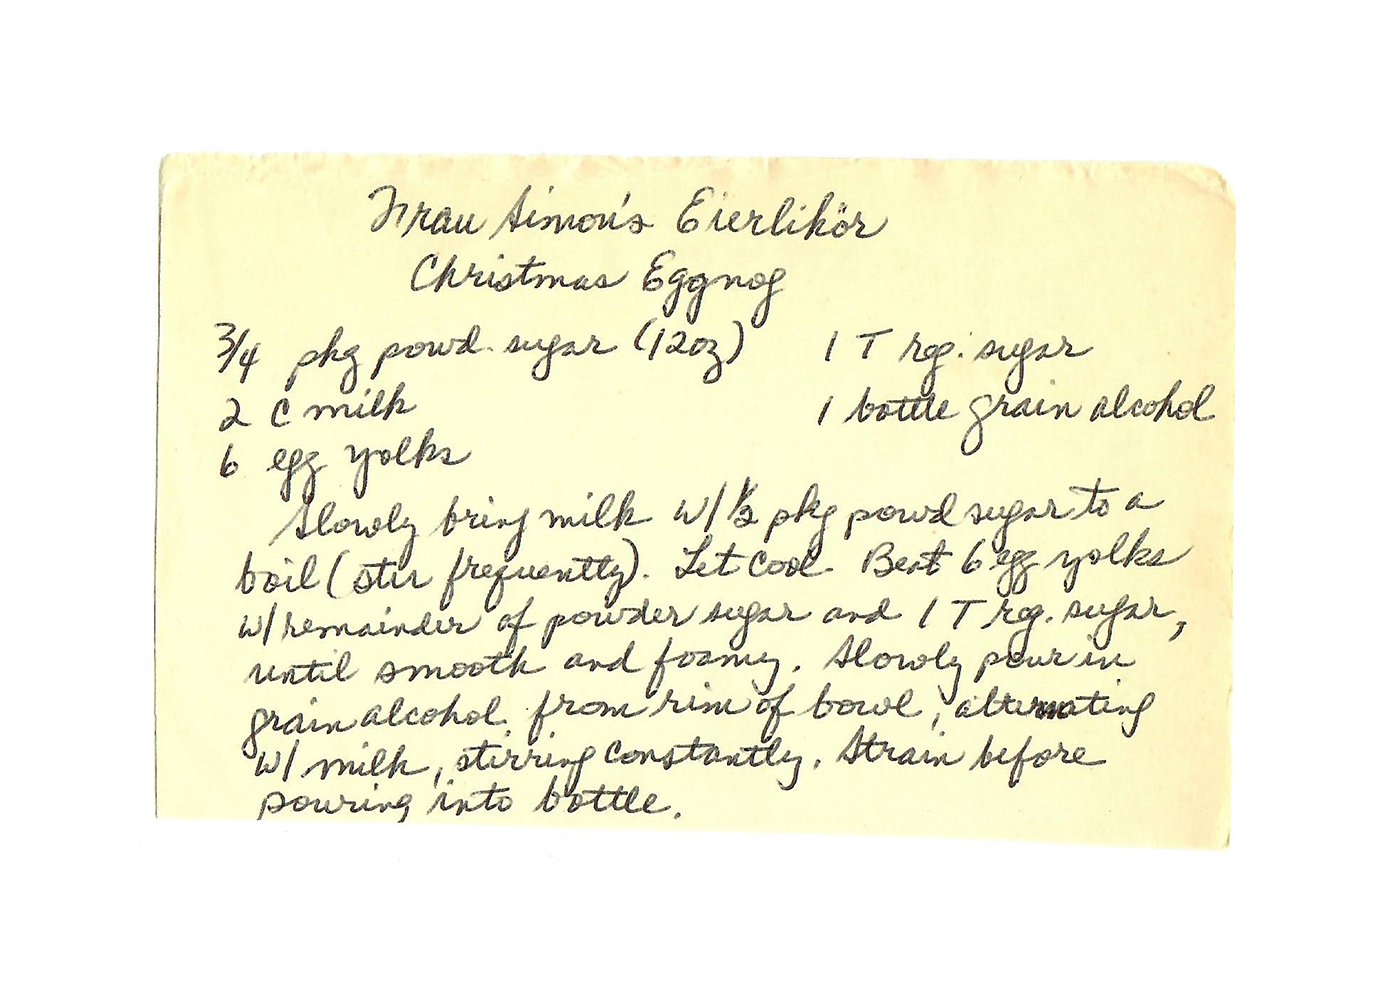 Frau Simon's Eierlikör
Christmas Eggnog
3/4 pkg powd. sugar (12oz) 1 T reg. sugar
2 C milk 1 bottle grain alcohol
6 egg yolks
Slowly bring milk w/ 1/2 pkg powd sugar to a
boil (stir frequently). Let cool. Beat 6 egg yolks
w/ remainder of powder sugar and 1 T reg. sugar,
until smooth and foamy. Slowly pour in
grain alcohol from rim of bowl, alternating
w/ milk, stirring constantly. Strain before
pouring into bottle.